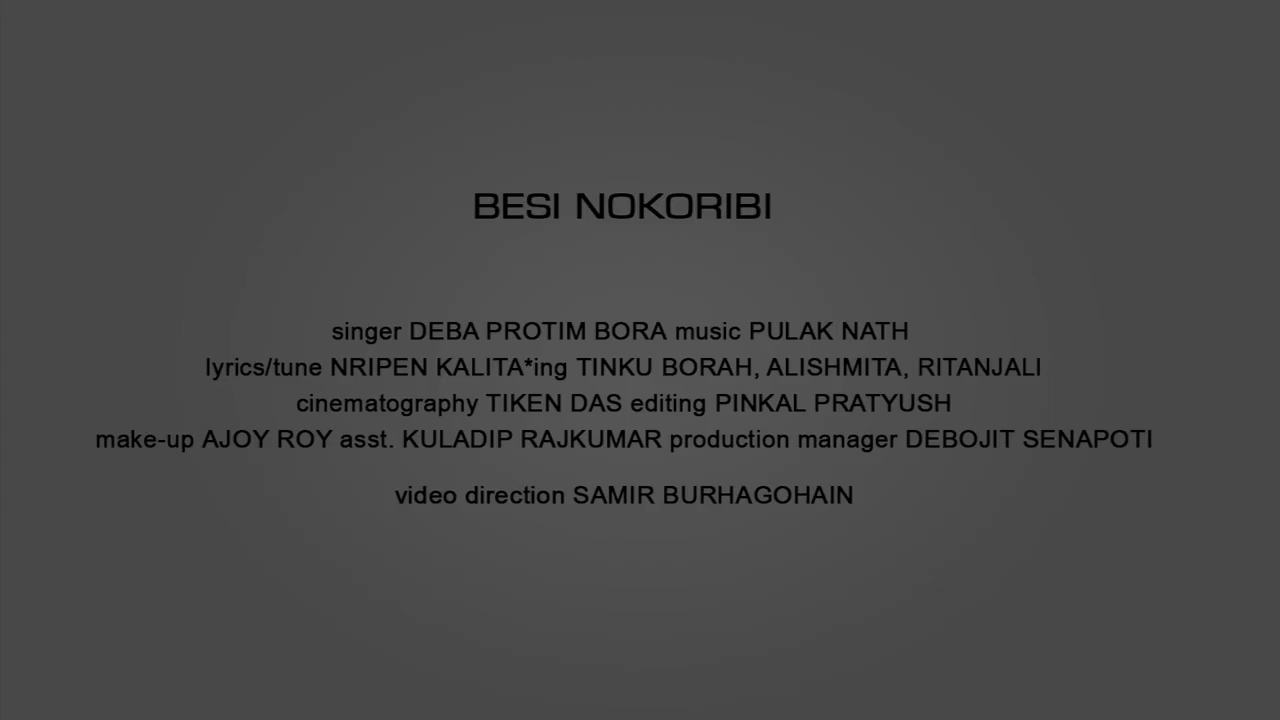 BESI NOKORIBI
singer DEBA PROTIM BORA music PULAK NATH
lyrics/tune NRIPEN KALITA*ing TINKU BORAH, ALISHMITA, RITANJALI
cinematography TIKEN DAS editing PINKAL PRATYUSH
make-up AJOY ROY asst. KULADIP RAJKUMAR production manager DEBOJIT SENAPOTI
video direction SAMIR BURHAGOHAIN